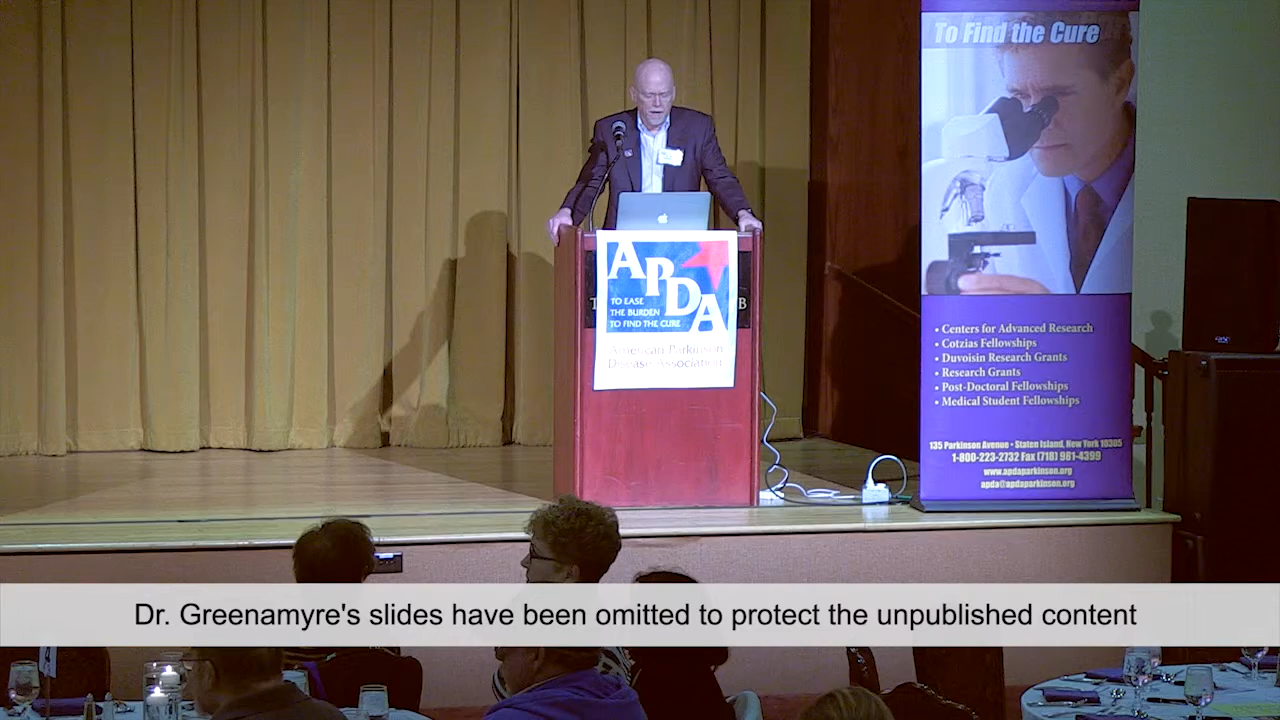 To Find the Cure
APDA
TO EASE
THE BURDEN
TO FIND THE CURE
American Parkinson
Disease Association
• Centers for Advanced Research
• Cotzias Fellowships
• Duvoisin Research Grants
• Research Grants
• Post-Doctoral Fellowships
• Medical Student Fellowships
135 Parkinson Avenue • Staten Island, New York 10305
1-800-223-2732 Fax (718) 981-4399
www.apdaparkinson.org
apda@apdaparkinson.org
Dr. Greenamyre's slides have been omitted to protect the unpublished content